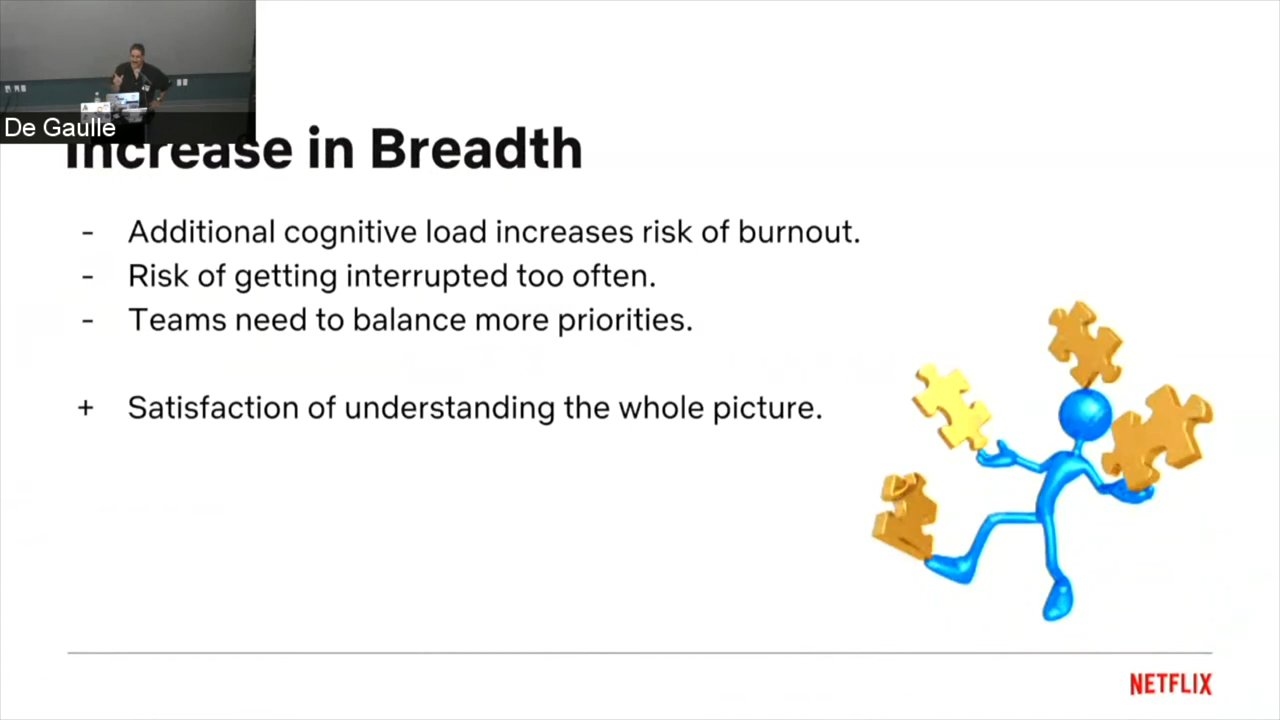 De Gaulle
Increase in Breadth
- Additional cognitive load increases risk of burnout.
- Risk of getting interrupted too often.
- Teams need to balance more priorities.
+ Satisfaction of understanding the whole picture.
NETFLIX